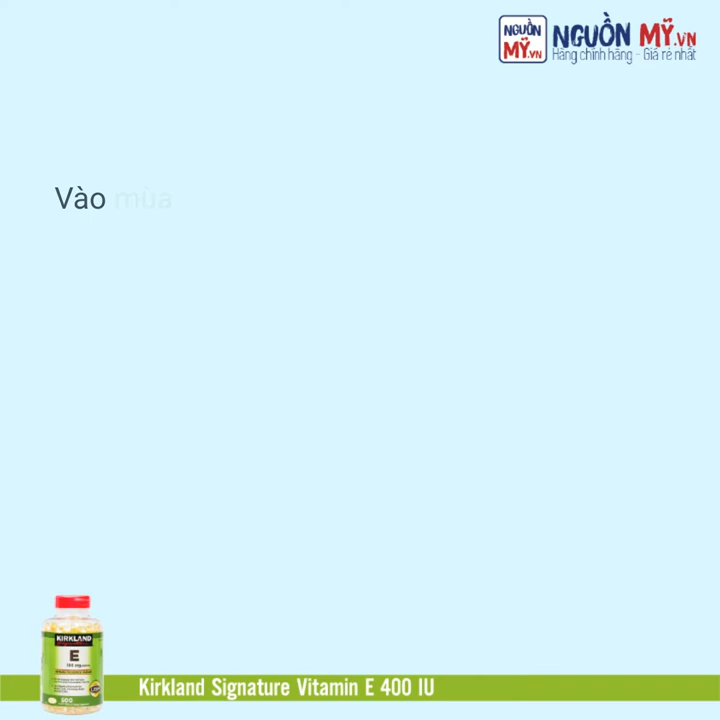 NGUỒN
MỸ.VN
NGUỒN MỸ.VN
Hàng chính hãng - Giá rẻ nhất
Vào mùa
KIRKLAND
E
500
Kirkland Signature Vitamin E 400 IU